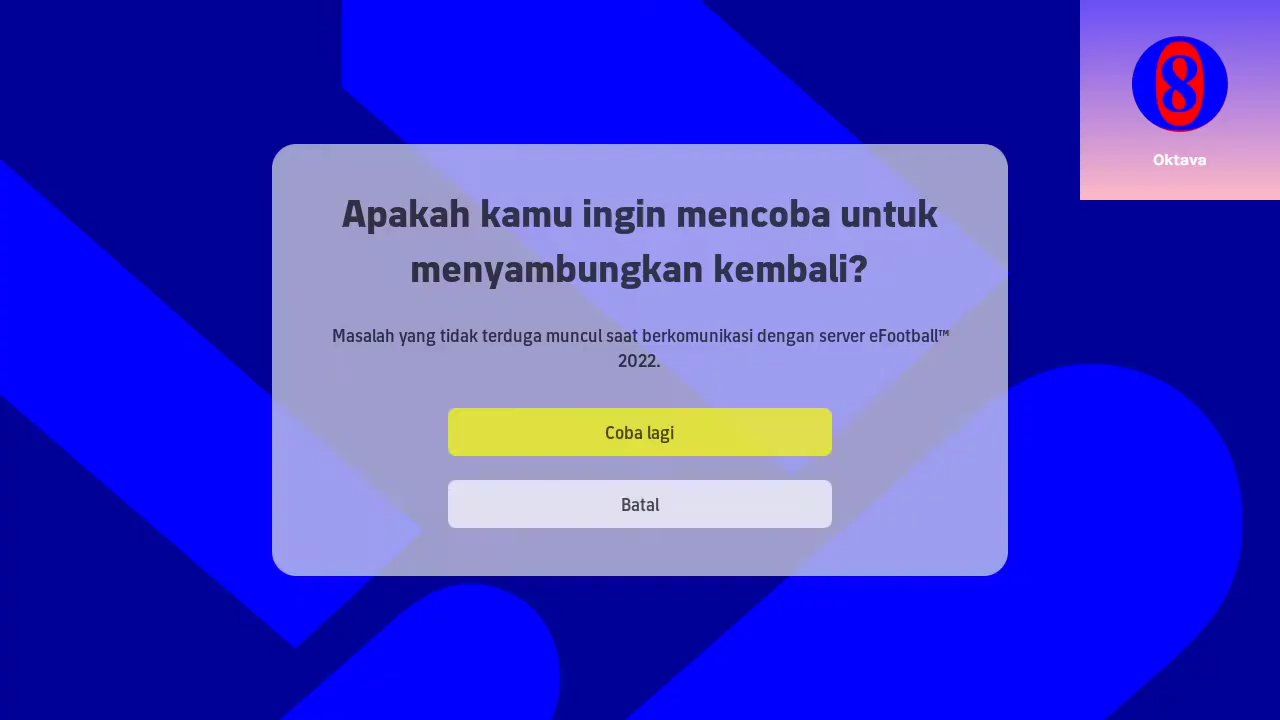 8
Oktava
Apakah kamu ingin mencoba untuk
menyambungkan kembali?
Masalah yang tidak terduga muncul saat berkomunikasi dengan server eFootball™
2022.
Coba lagi
Batal